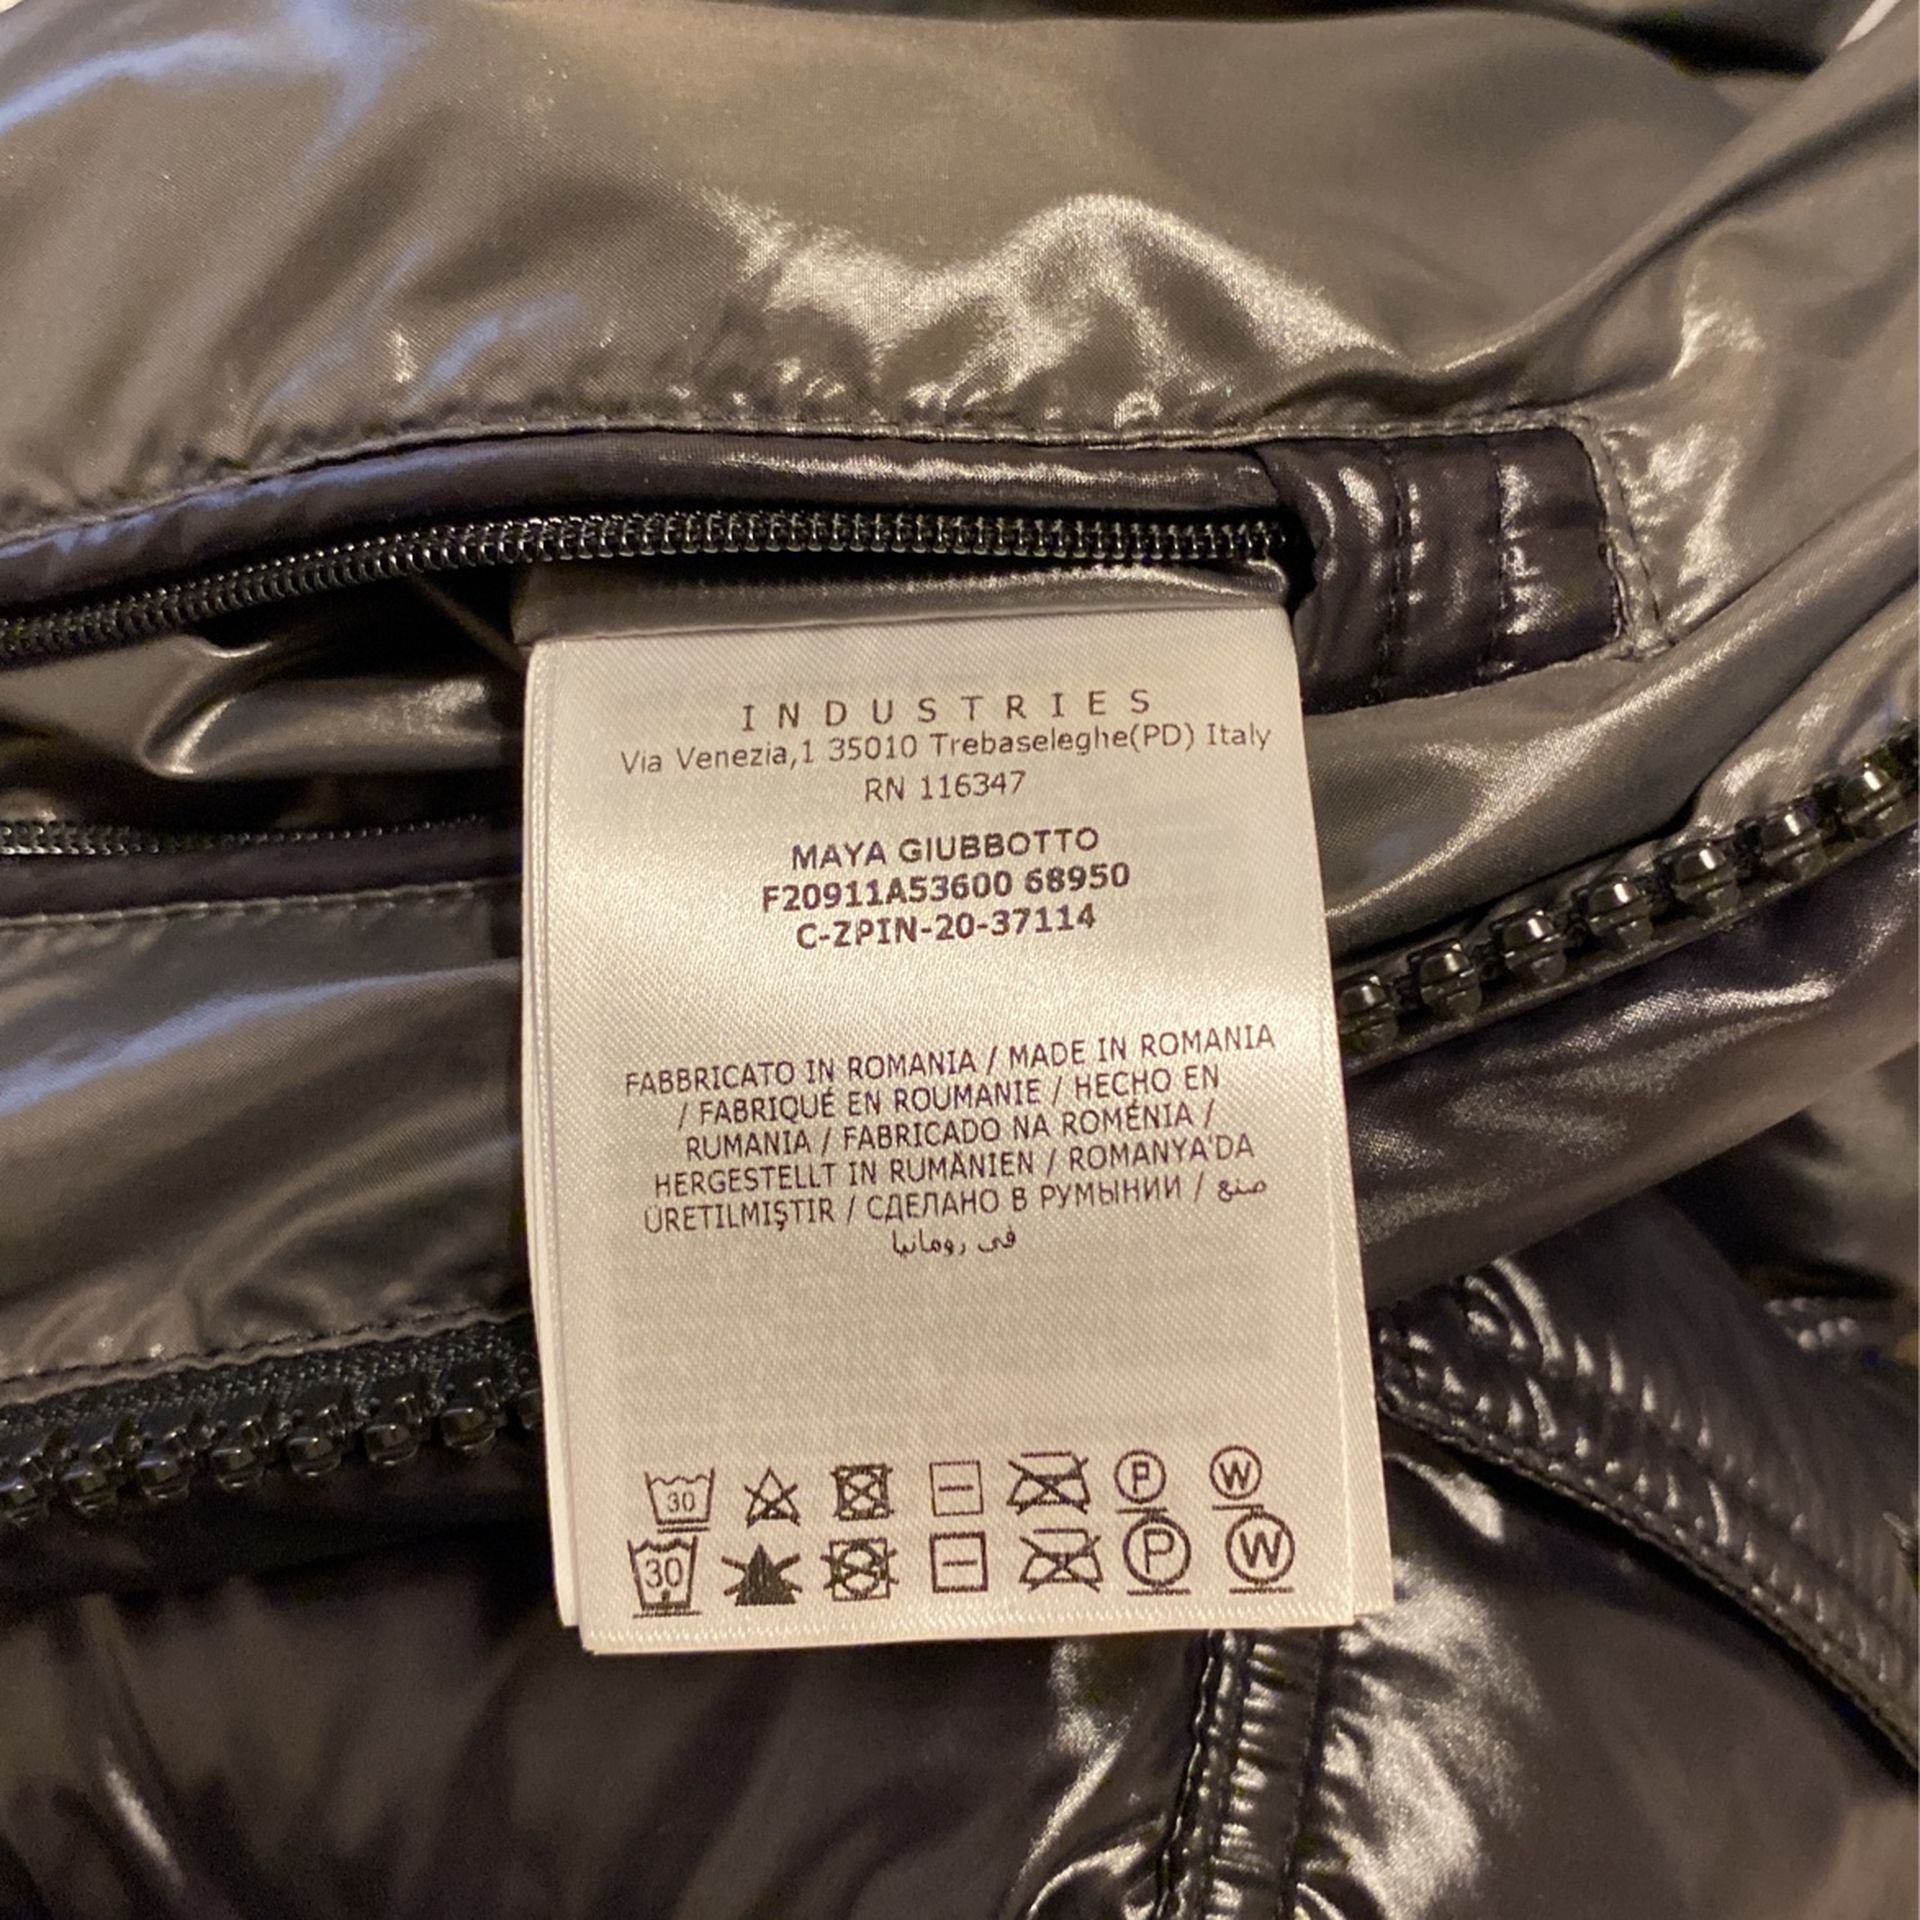 INDUSTRIES
Via Venezia,1 35010 Trebaseleghe(PD) Italy
RN 116347
MAYA GIUBBOTTO
F20911A53600 68950
C-ZPIN-20-37114
FABBRICATO IN ROMANIA / MADE IN ROMANIA
/ FABRIQUÉ EN ROUMANIE / HECHO EN
RUMANIA / FABRICADO NA ROMÉNIA /
HERGESTELLT IN RUMÄNIEN / ROMANYA'DA
ÜRETILMIŞTIR / СДЕЛАНО В РУМЫНИИ / صنع
في رومانيا
30 P W
30 P W